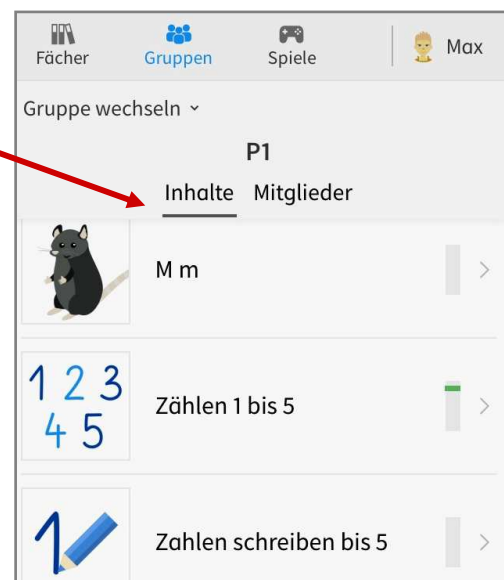 Fächer Gruppen Spiele Max
Gruppe wechseln
P1
Inhalte Mitglieder
M m
1 2 3
4 5
Zählen 1 bis 5
1
Zahlen schreiben bis 5